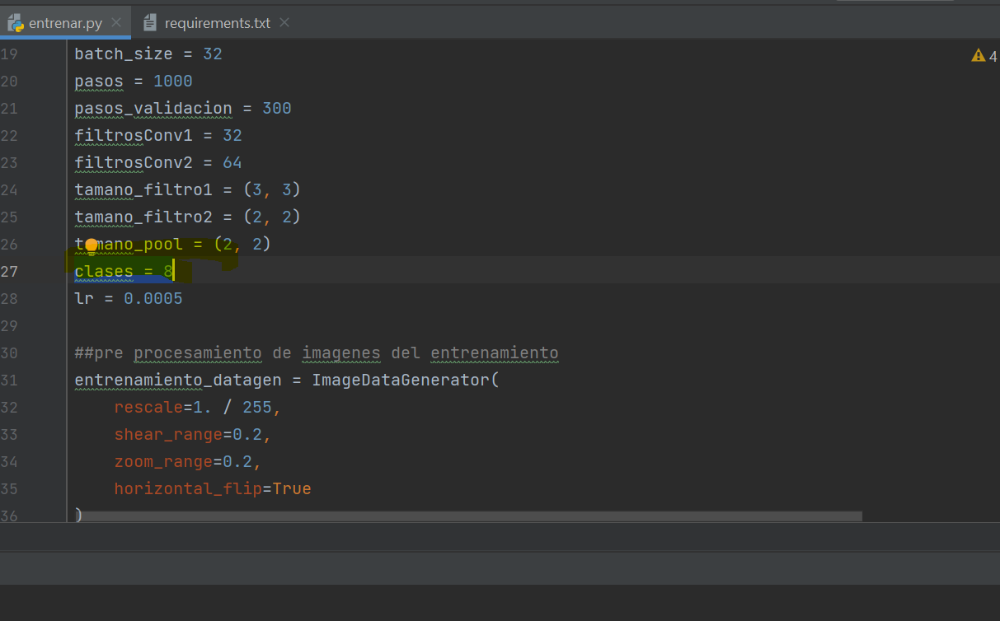 entrenar.py requirements.txt
4
19 batch_size = 32
20 pasos = 1000
21 pasos_validacion = 300
22 filtrosConv1 = 32
23 filtrosConv2 = 64
24 tamano_filtro1 = (3, 3)
25 tamano_filtro2 = (2, 2)
26 tamano_pool = (2, 2)
27 clases = 8
28 lr = 0.0005
29
30 ##pre procesamiento de imagenes del entrenamiento
31 entrenamiento_datagen = ImageDataGenerator(
32     rescale=1. / 255,
33     shear_range=0.2,
34     zoom_range=0.2,
35     horizontal_flip=True
36 )